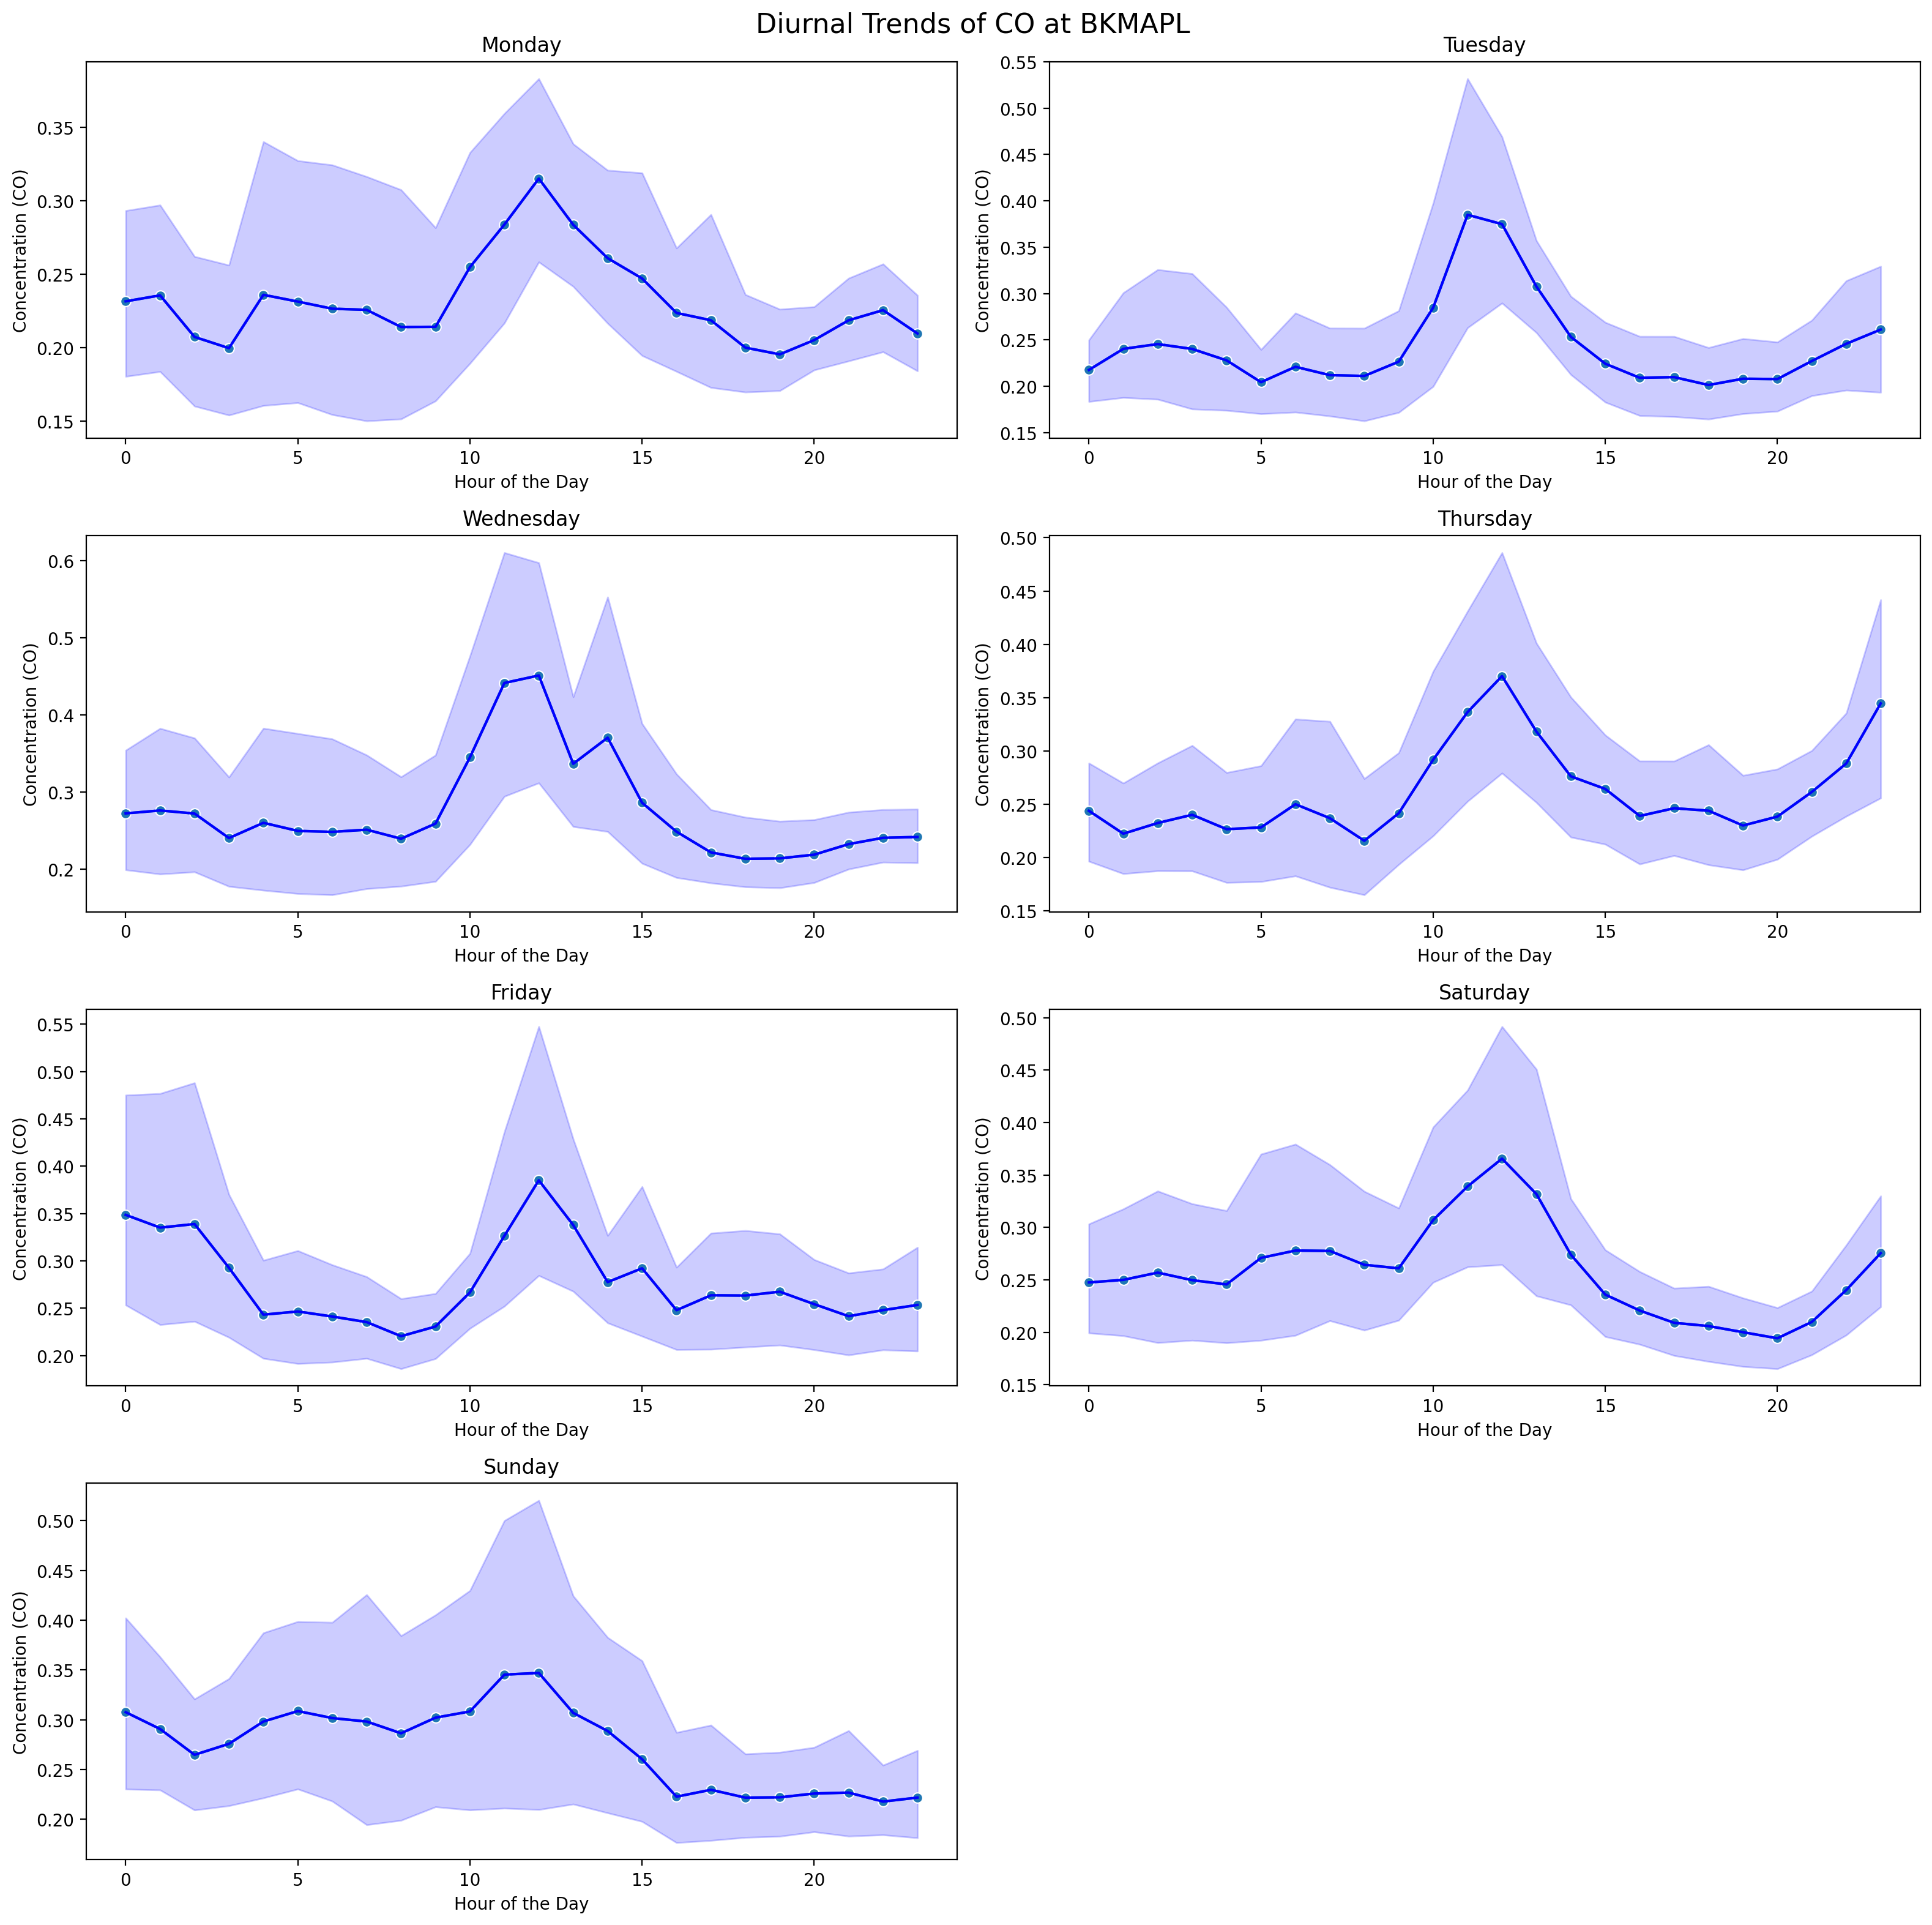 Diurnal Trends of CO at BKMAPL
Monday
Concentration (CO)
0.35
0.30
0.25
0.20
0.15
0 5 10 15 20
Hour of the Day
Tuesday
Concentration (CO)
0.55
0.50
0.45
0.40
0.35
0.30
0.25
0.20
0.15
0 5 10 15 20
Hour of the Day
Wednesday
Concentration (CO)
0.6
0.5
0.4
0.3
0.2
0 5 10 15 20
Hour of the Day
Thursday
Concentration (CO)
0.50
0.45
0.40
0.35
0.30
0.25
0.20
0.15
0 5 10 15 20
Hour of the Day
Friday
Concentration (CO)
0.55
0.50
0.45
0.40
0.35
0.30
0.25
0.20
0 5 10 15 20
Hour of the Day
Saturday
Concentration (CO)
0.50
0.45
0.40
0.35
0.30
0.25
0.20
0.15
0 5 10 15 20
Hour of the Day
Sunday
Concentration (CO)
0.50
0.45
0.40
0.35
0.30
0.25
0.20
0 5 10 15 20
Hour of the Day